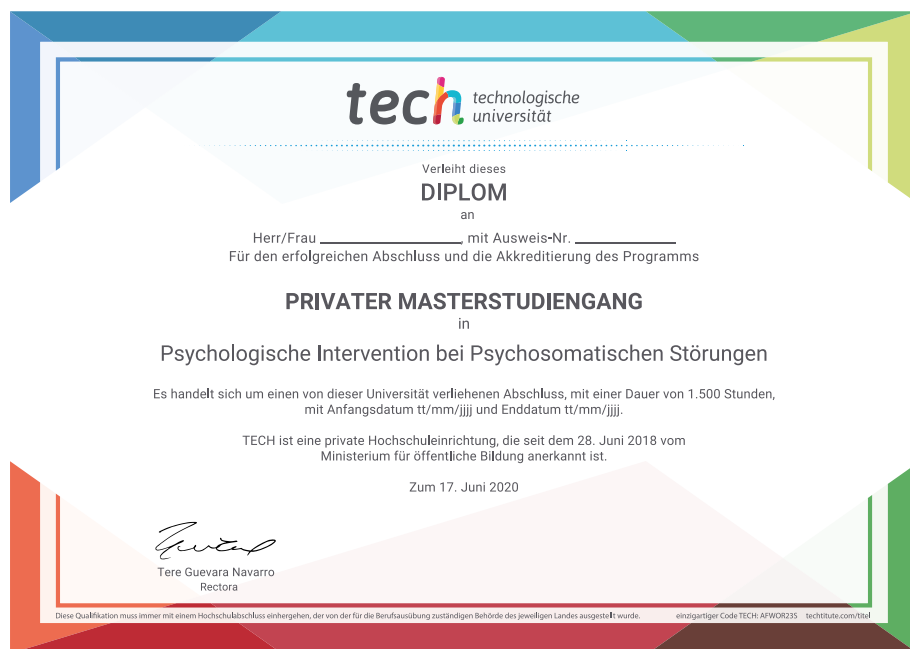 tech technologische
universität
Verleiht dieses
DIPLOM
an
Herr/Frau ____________________, mit Ausweis-Nr. ______________
Für den erfolgreichen Abschluss und die Akkreditierung des Programms
PRIVATER MASTERSTUDIENGANG
in
Psychologische Intervention bei Psychosomatischen Störungen
Es handelt sich um einen von dieser Universität verliehenen Abschluss, mit einer Dauer von 1.500 Stunden,
mit Anfangsdatum tt/mm/jjjj und Enddatum tt/mm/jjjj.
TECH ist eine private Hochschuleinrichtung, die seit dem 28. Juni 2018 vom
Ministerium für öffentliche Bildung anerkannt ist.
Zum 17. Juni 2020
Tere Guevara Navarro
Rectora
Diese Qualifikation muss immer mit einem Hochschulabschluss einhergehen, der von der für die Berufsausübung zuständigen Behörde des jeweiligen Landes ausgestellt wurde. einzigartiger Code TECH: AFWOR23S techtitute.com/titel